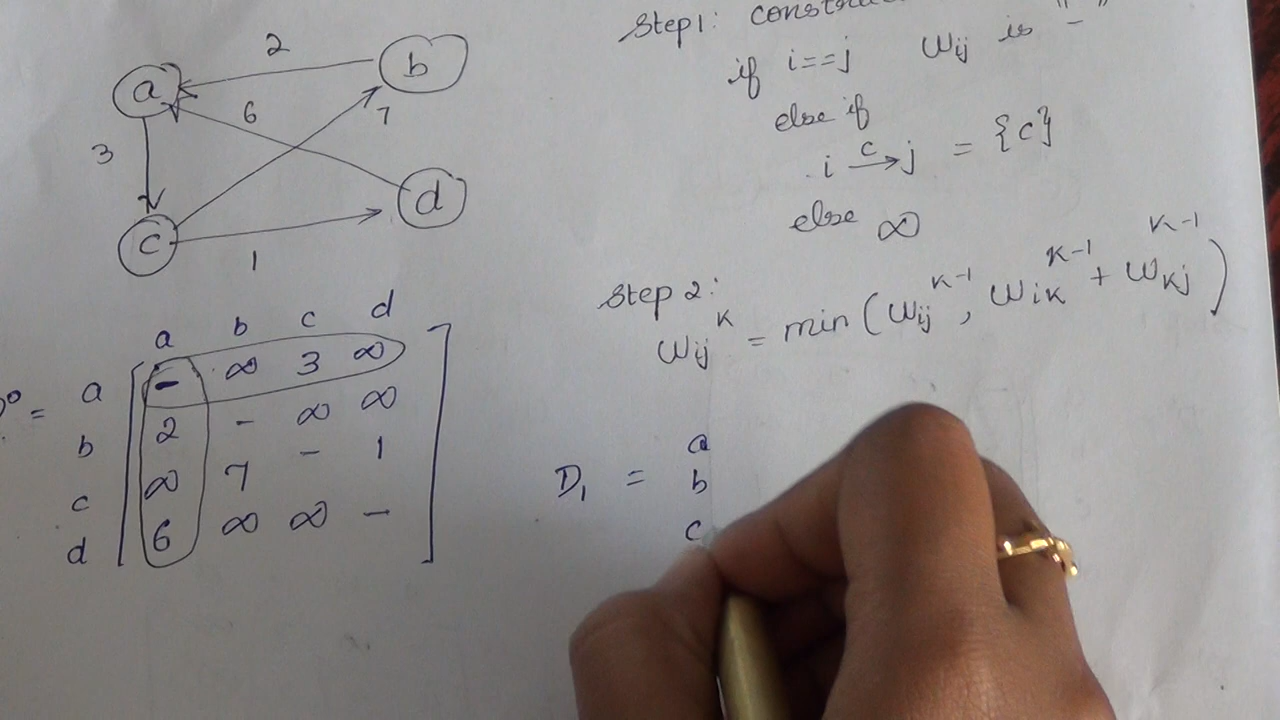 Step1:
if i==j Wij is "-"
else if
i c→ j = {c}
else ∞
Step 2:
Wij^K = min (Wij^K-1, WiK^K-1 + WKj^K-1)
2
a b
6 7
3
d
c
1
a b c d
D⁰ = a - ∞ 3 ∞
b 2 - ∞ ∞
c ∞ 7 - 1
d 6 ∞ ∞ -
D₁ = a
b
c